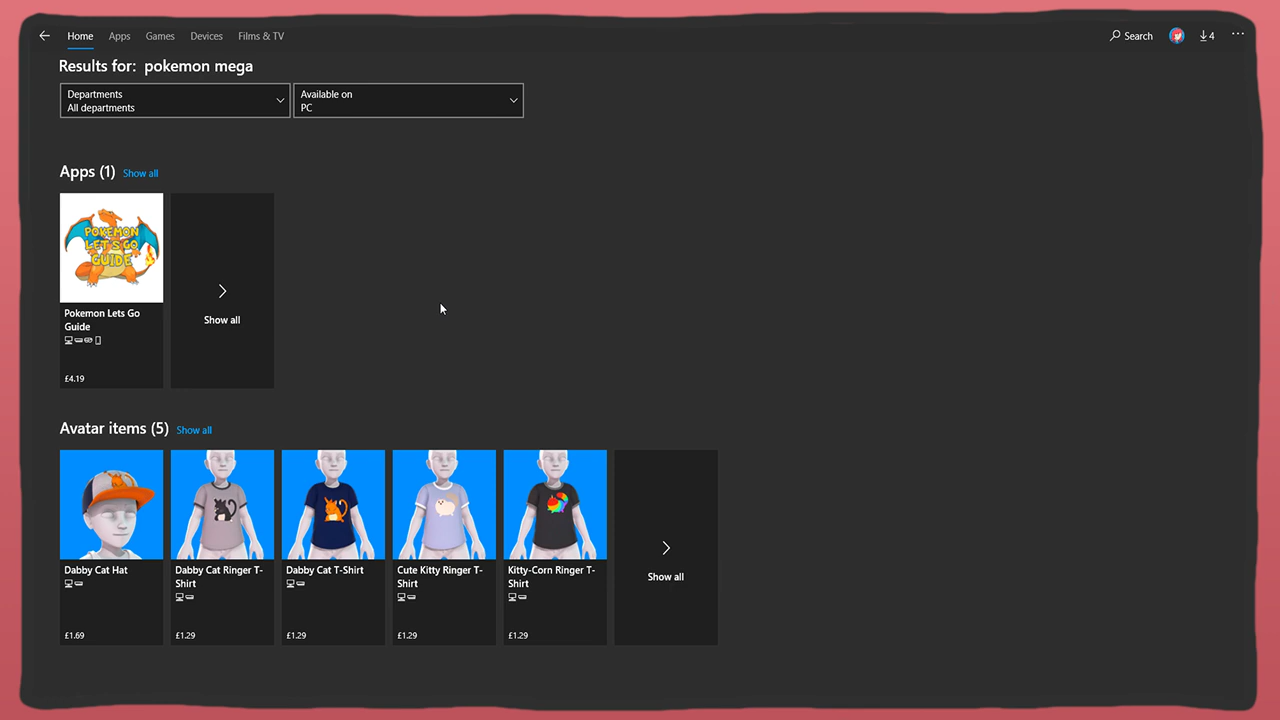 Home Apps Games Devices Films & TV Search 4
Results for: pokemon mega
Departments
All departments
Available on
PC
Apps (1) Show all
POKEMON
LET'S GO
GUIDE
Pokemon Lets Go
Guide
£4.19
Show all
Avatar items (5) Show all
Dabby Cat Hat
£1.69
Dabby Cat Ringer T-
Shirt
£1.29
Dabby Cat T-Shirt
£1.29
Cute Kitty Ringer T-
Shirt
£1.29
Kitty-Corn Ringer T-
Shirt
£1.29
Show all